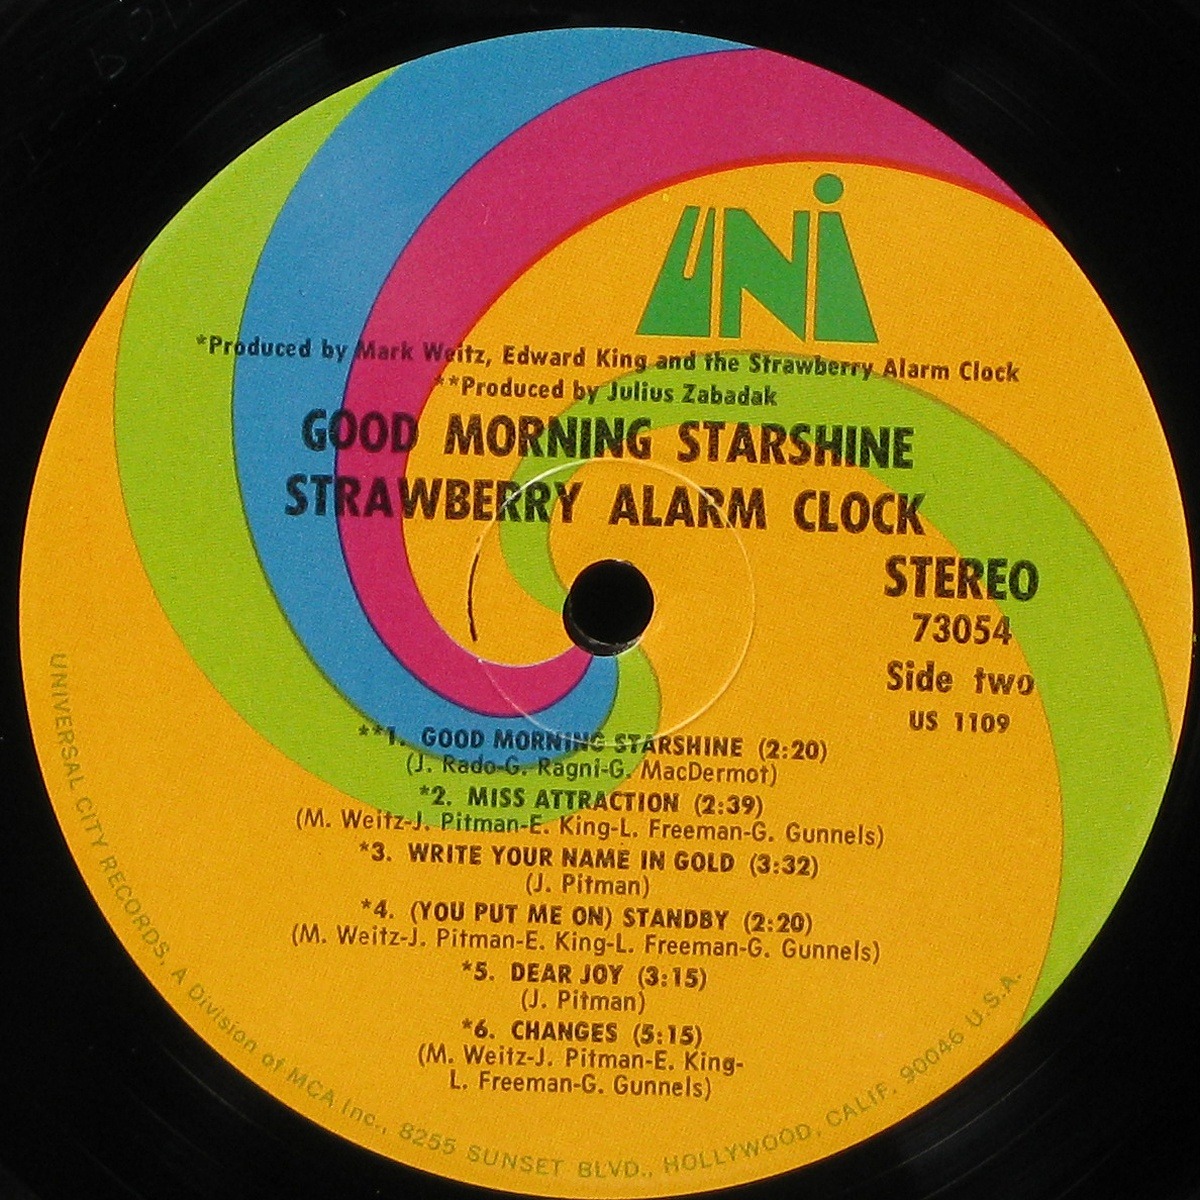 UNI
*Produced by Mark Weitz, Edward King and the Strawberry Alarm Clock
**Produced by Julius Zabadak
GOOD MORNING STARSHINE
STRAWBERRY ALARM CLOCK
STEREO
73054
Side two
US 1109
**1. GOOD MORNING STARSHINE (2:20)
(J. Rado-G. Ragni-G. MacDermot)
*2. MISS ATTRACTION (2:39)
(M. Weitz-J. Pitman-E. King-L. Freeman-G. Gunnels)
*3. WRITE YOUR NAME IN GOLD (3:32)
(J. Pitman)
*4. (YOU PUT ME ON) STANDBY (2:20)
(M. Weitz-J. Pitman-E. King-L. Freeman-G. Gunnels)
*5. DEAR JOY (3:15)
(J. Pitman)
*6. CHANGES (5:15)
(M. Weitz-J. Pitman-E. King-
L. Freeman-G. Gunnels)
UNIVERSAL CITY RECORDS, A Division of MCA Inc., 8255 SUNSET BLVD., HOLLYWOOD, CALIF. 90046 U.S.A.